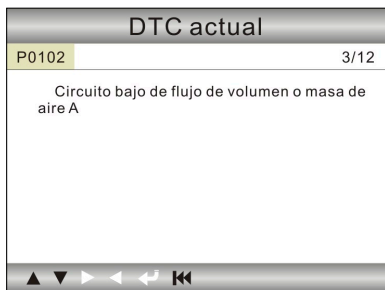 DTC actual
P0102 3/12
Circuito bajo de flujo de volumen o masa de
aire A